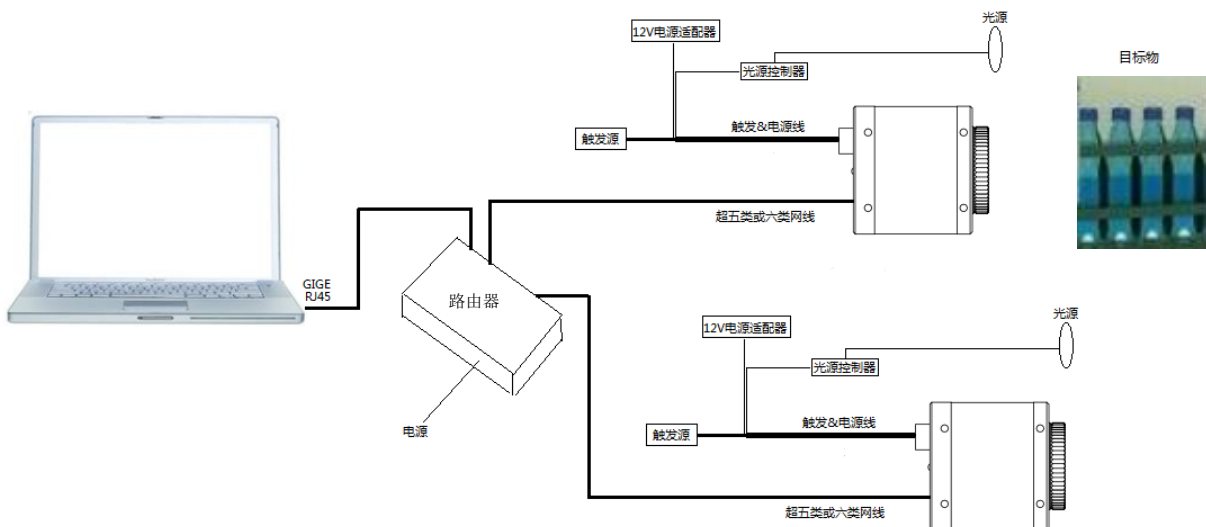 光源
12V电源适配器
目标物
光源控制器
触发源
触发&电源线
超五类或六类网线
GIGE
RJ45
路由器
光源
12V电源适配器
光源控制器
触发&电源线
触发源
电源
超五类或六类网线